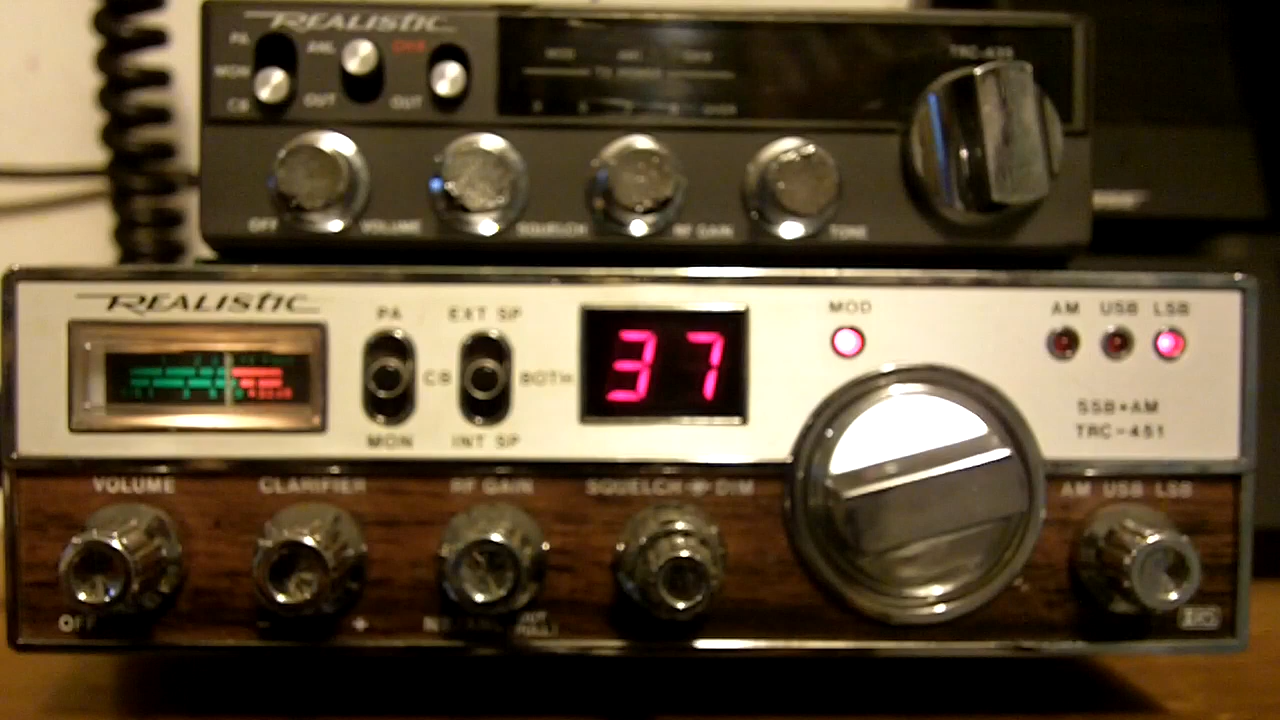 REALISTIC
PA
ANL
MON
CB
OUT
OUT
OFF
VOLUME
SQUELCH
RF GAIN
TONE
REALISTIC
PA
EXT SP
CB
BOTH
MON
INT SP
37
MOD
AM USB LSB
SSB•AM
TRC-451
VOLUME
CLARIFIER
RF GAIN
SQUELCH
DIM
AM USB LSB
OFF
- +